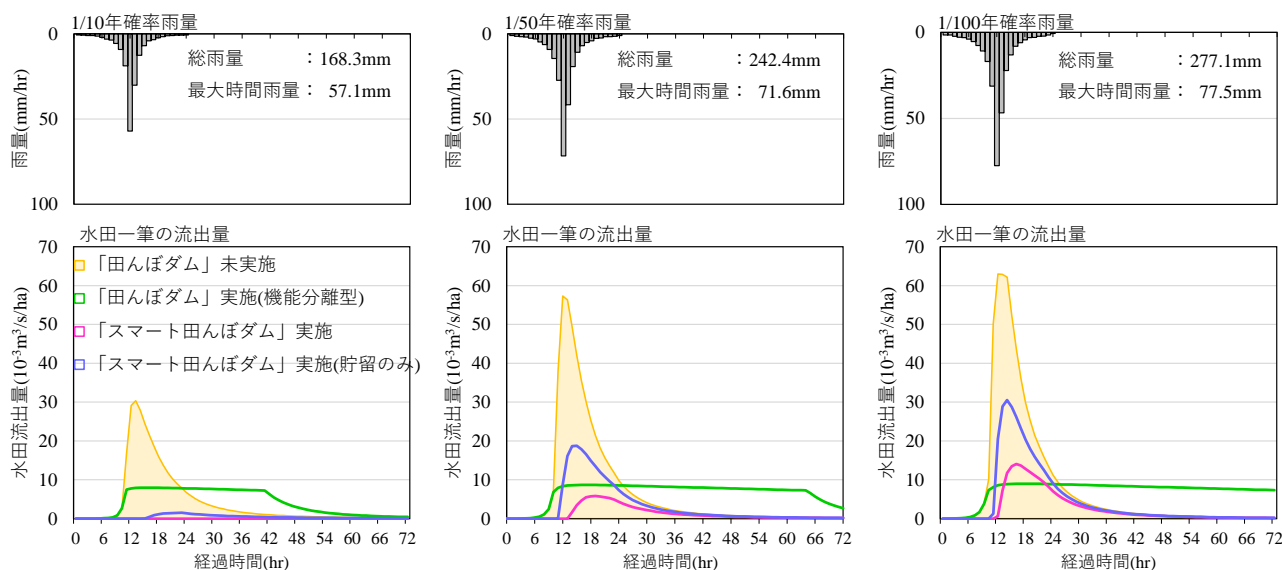 1/10年確率雨量
総雨量 ：168.3mm
最大時間雨量： 57.1mm
雨量(mm/hr)
0
50
100
1/50年確率雨量
総雨量 ：242.4mm
最大時間雨量： 71.6mm
雨量(mm/hr)
0
50
100
1/100年確率雨量
総雨量 ：277.1mm
最大時間雨量： 77.5mm
雨量(mm/hr)
0
50
100
水田一筆の流出量
「田んぼダム」未実施
「田んぼダム」実施(機能分離型)
「スマート田んぼダム」実施
「スマート田んぼダム」実施(貯留のみ)
水田流出量(10⁻³m³/s/ha)
70
60
50
40
30
20
10
0
0 6 12 18 24 30 36 42 48 54 60 66 72
経過時間(hr)
水田一筆の流出量
水田流出量(10⁻³m³/s/ha)
70
60
50
40
30
20
10
0
0 6 12 18 24 30 36 42 48 54 60 66 72
経過時間(hr)
水田一筆の流出量
水田流出量(10⁻³m³/s/ha)
70
60
50
40
30
20
10
0
0 6 12 18 24 30 36 42 48 54 60 66 72
経過時間(hr)